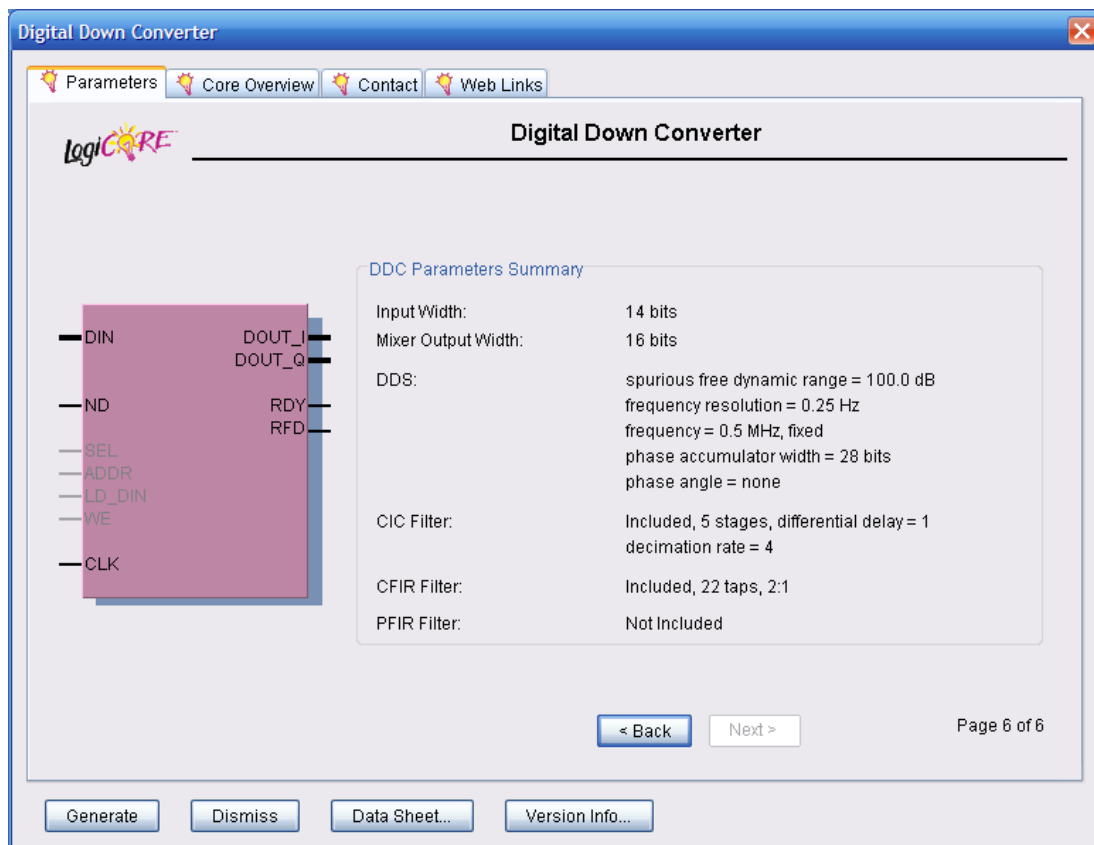 Digital Down Converter
Parameters
Core Overview
Contact
Web Links
LogiCORE
Digital Down Converter
DIN
ND
SEL
ADDR
LD_DIN
WE
CLK
DOUT_I
DOUT_Q
RDY
RFD
DDC Parameters Summary
Input Width: 14 bits
Mixer Output Width: 16 bits
DDS: spurious free dynamic range = 100.0 dB
frequency resolution = 0.25 Hz
frequency = 0.5 MHz, fixed
phase accumulator width = 28 bits
phase angle = none
CIC Filter: Included, 5 stages, differential delay = 1
decimation rate = 4
CFIR Filter: Included, 22 taps, 2:1
PFIR Filter: Not Included
< Back
Next >
Page 6 of 6
Generate
Dismiss
Data Sheet...
Version Info...